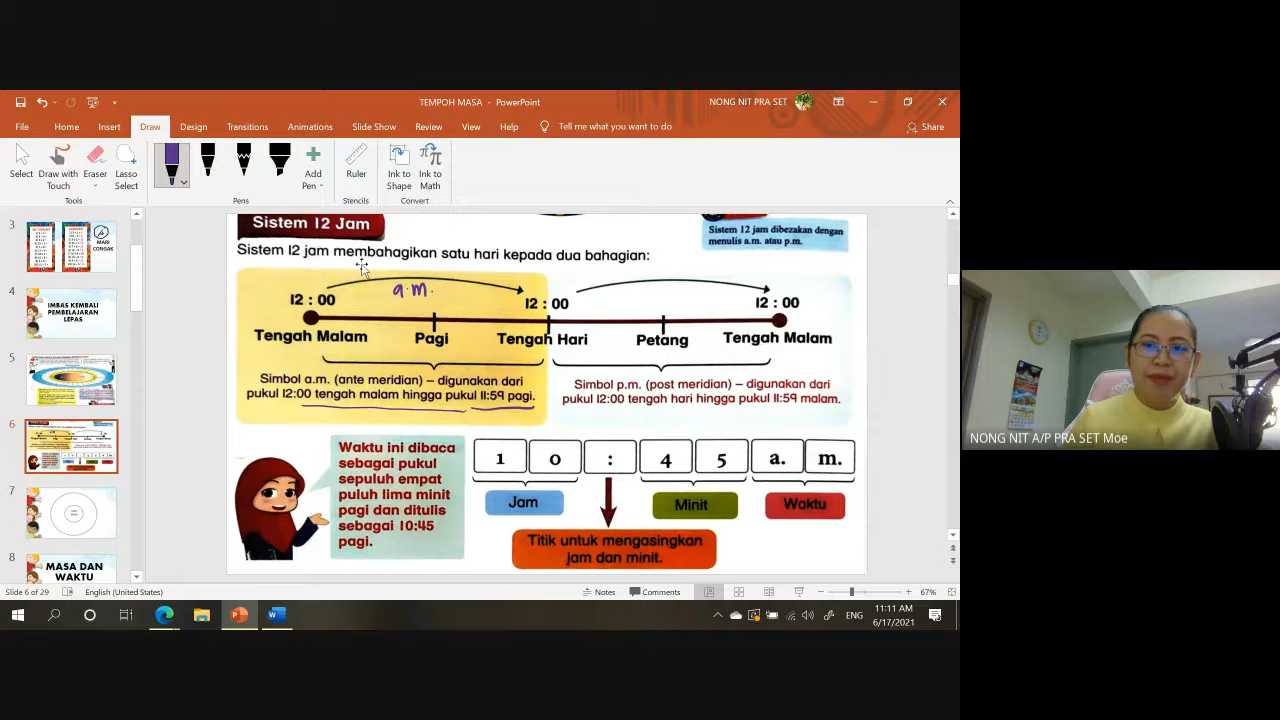 TEMPOH MASA - PowerPoint
NONG NIT PRA SET
File Home Insert Draw Design Transitions Animations Slide Show Review View Help Tell me what you want to do Share
Select Draw with Touch Eraser Lasso Select Add Pen Ruler Ink to Shape Ink to Math
Tools Pens Stencils Convert
3
MARI CONGAK
4
IMBAS KEMBALI
PEMBELAJARAN
LEPAS
5
6
7
8
MASA DAN
WAKTU
Sistem 12 Jam
Sistem 12 jam dibezakan dengan
menulis a.m. atau p.m.
Sistem 12 jam membahagikan satu hari kepada dua bahagian:
a.m.
12 : 00 12 : 00 12 : 00
Tengah Malam Pagi Tengah Hari Petang Tengah Malam
Simbol a.m. (ante meridian) – digunakan dari
pukul 12:00 tengah malam hingga pukul 11:59 pagi.
Simbol p.m. (post meridian) – digunakan dari
pukul 12:00 tengah hari hingga pukul 11:59 malam.
Waktu ini dibaca
sebagai pukul
sepuluh empat
puluh lima minit
pagi dan ditulis
sebagai 10:45
pagi.
1 0 : 4 5 a. m.
Jam Minit Waktu
Titik untuk mengasingkan
jam dan minit.
NONG NIT A/P PRA SET Moe
Slide 6 of 29 English (United States) Notes Comments 67%
ENG 11:11 AM
6/17/2021